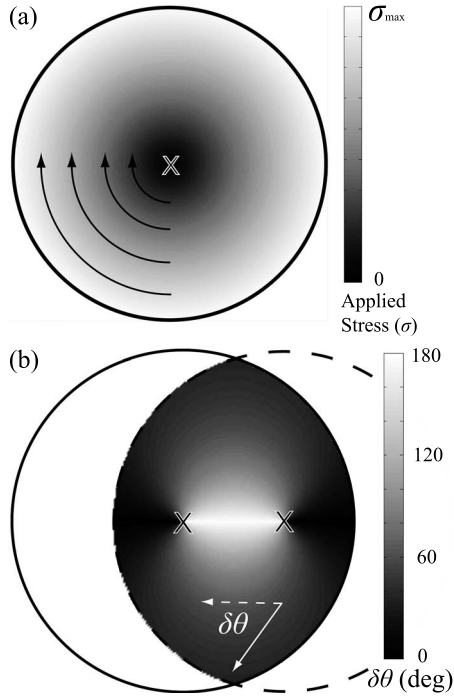 (a)
σmax
X
0
Applied
Stress (σ)
(b)
180
120
X X
60
δθ
0
δθ (deg)